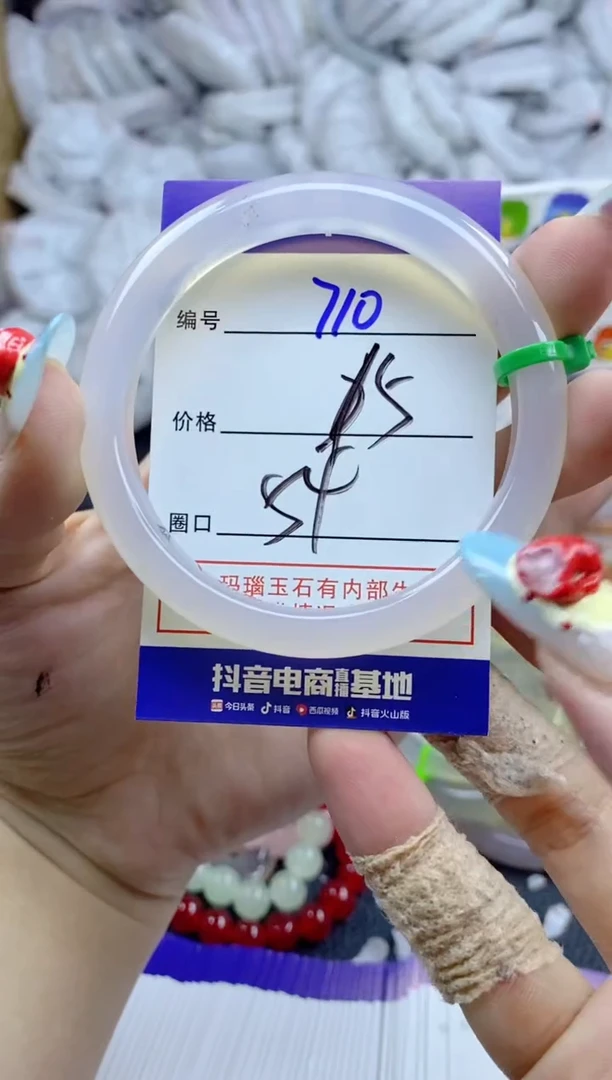 编号 710
价格
圈口 54
玛瑙玉石有内部生
抖音电商直播基地
今日头条 抖音 西瓜视频 抖音火山版